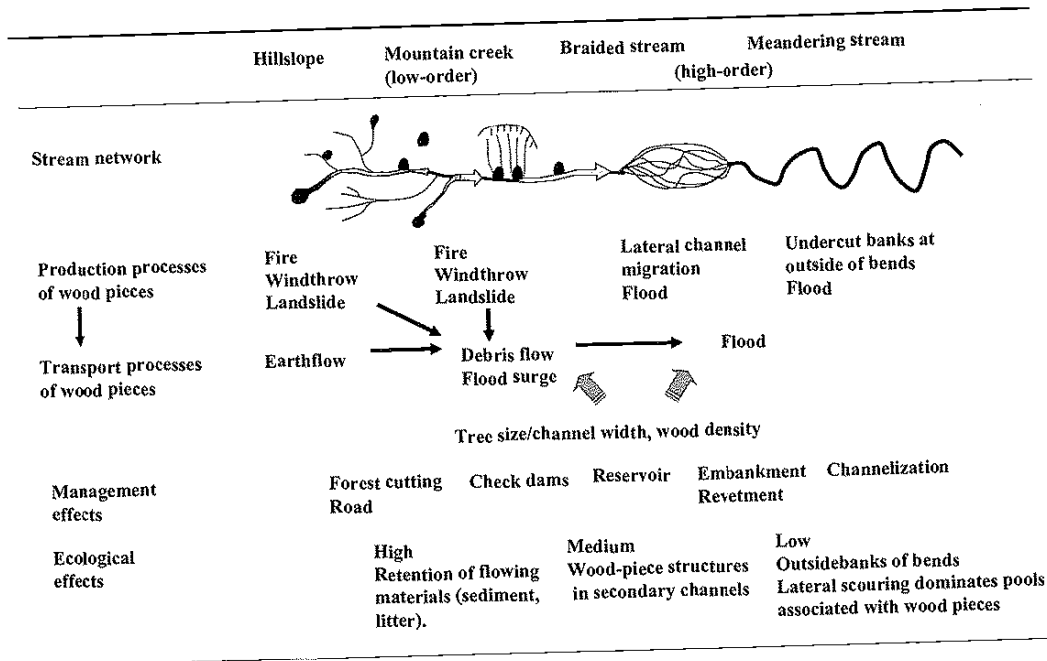 Hillslope
Mountain creek
(low-order)
Braided stream
Meandering stream
(high-order)
Stream network
Production processes
of wood pieces
Fire
Windthrow
Landslide
Fire
Windthrow
Landslide
Lateral channel
migration
Flood
Undercut banks at
outside of bends
Flood
Transport processes
of wood pieces
Earthflow
Debris flow
Flood surge
Flood
Tree size/channel width, wood density
Management
effects
Forest cutting
Road
Check dams
Reservoir
Embankment
Revetment
Channelization
Ecological
effects
High
Retention of flowing
materials (sediment,
litter).
Medium
Wood-piece structures
in secondary channels
Low
Outsidebanks of bends
Lateral scouring dominates pools
associated with wood pieces